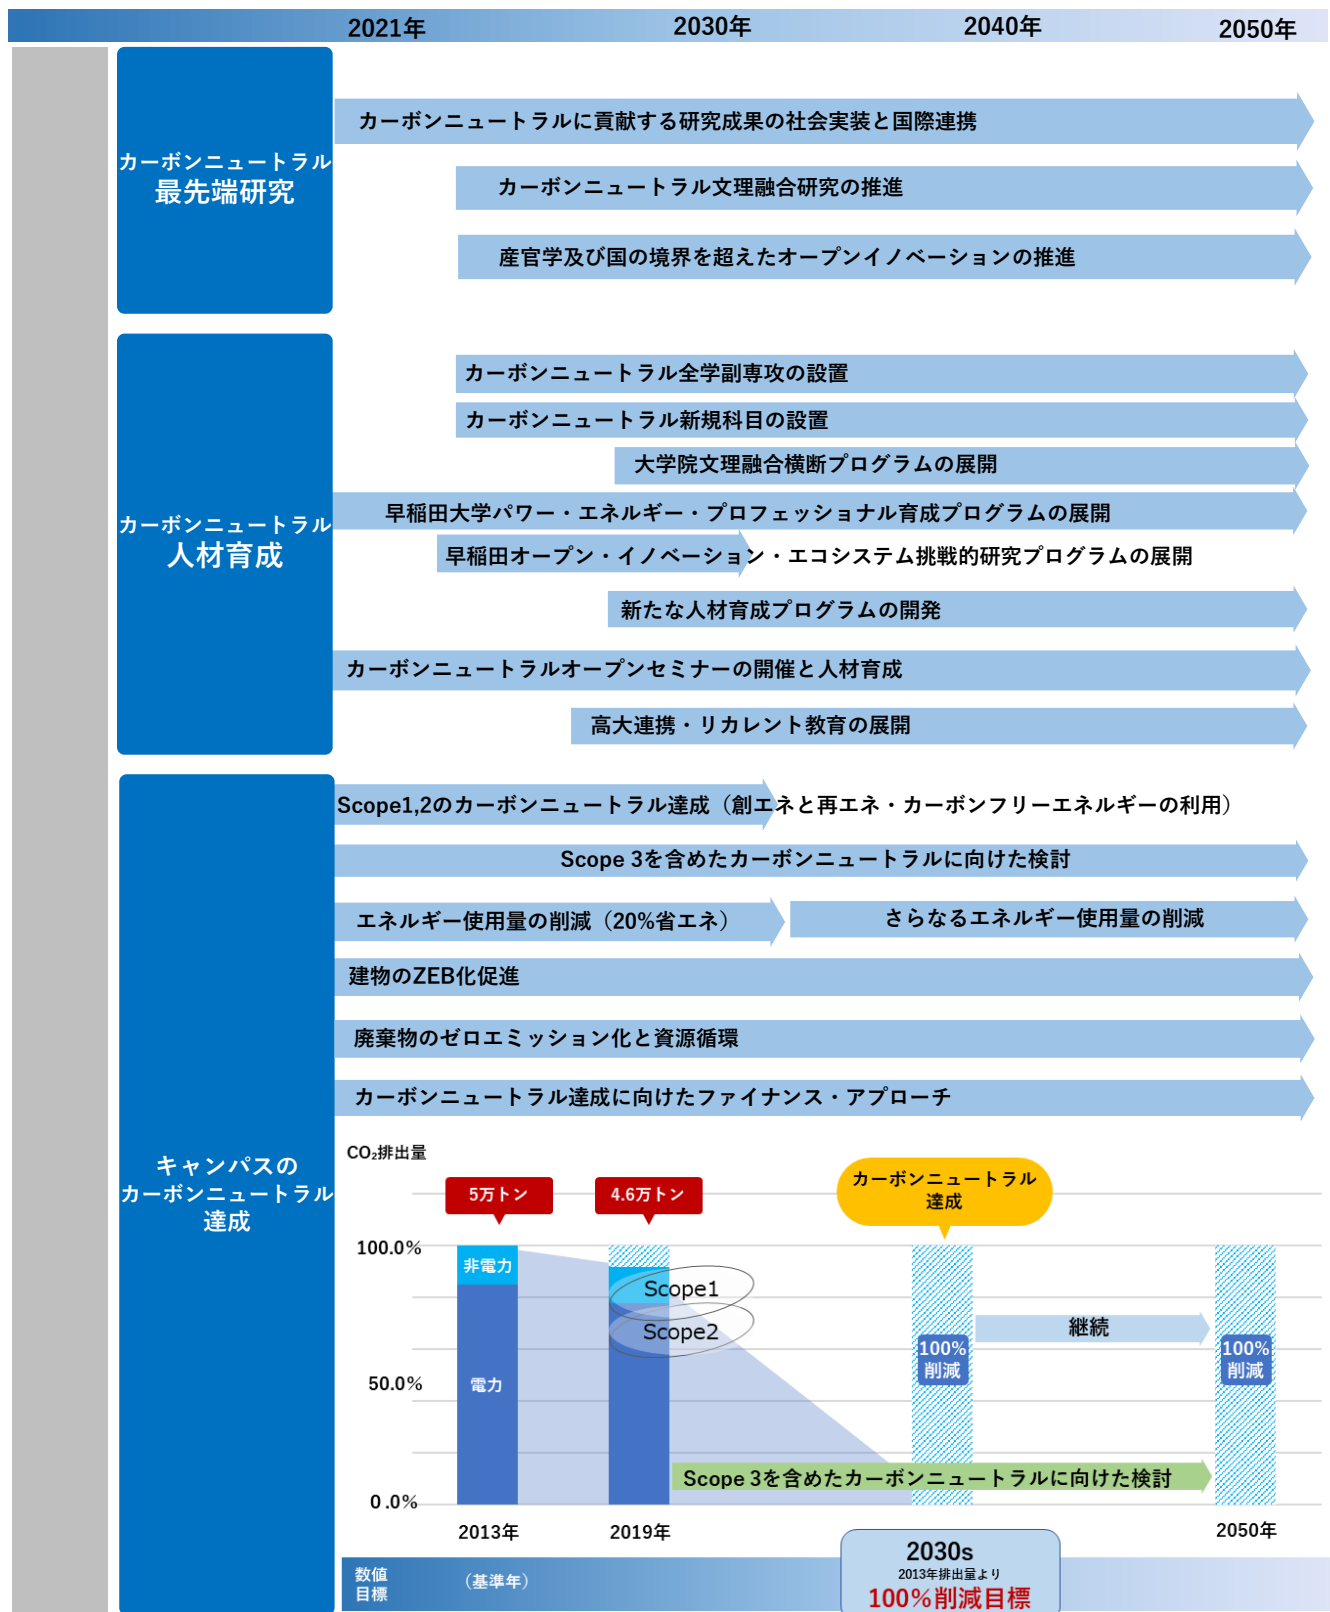 2021年
2030年
2040年
2050年
カーボンニュートラル
最先端研究
カーボンニュートラルに貢献する研究成果の社会実装と国際連携
カーボンニュートラル文理融合研究の推進
産官学及び国の境界を超えたオープンイノベーションの推進
カーボンニュートラル
人材育成
カーボンニュートラル全学副専攻の設置
カーボンニュートラル新規科目の設置
大学院文理融合横断プログラムの展開
早稲田大学パワー・エネルギー・プロフェッショナル育成プログラムの展開
早稲田オープン・イノベーション・エコシステム挑戦的研究プログラムの展開
新たな人材育成プログラムの開発
カーボンニュートラルオープンセミナーの開催と人材育成
高大連携・リカレント教育の展開
キャンパスの
カーボンニュートラル
達成
Scope1,2のカーボンニュートラル達成（創エネと再エネ・カーボンフリーエネルギーの利用）
Scope 3を含めたカーボンニュートラルに向けた検討
エネルギー使用量の削減（20%省エネ）
さらなるエネルギー使用量の削減
建物のZEB化促進
廃棄物のゼロエミッション化と資源循環
カーボンニュートラル達成に向けたファイナンス・アプローチ
CO₂排出量
5万トン
4.6万トン
カーボンニュートラル
達成
100.0%
50.0%
0.0%
非電力
電力
Scope1
Scope2
100%
削減
継続
100%
削減
Scope 3を含めたカーボンニュートラルに向けた検討
2013年
2019年
2050年
数値
目標
（基準年）
2030s
2013年排出量より
100%削減目標